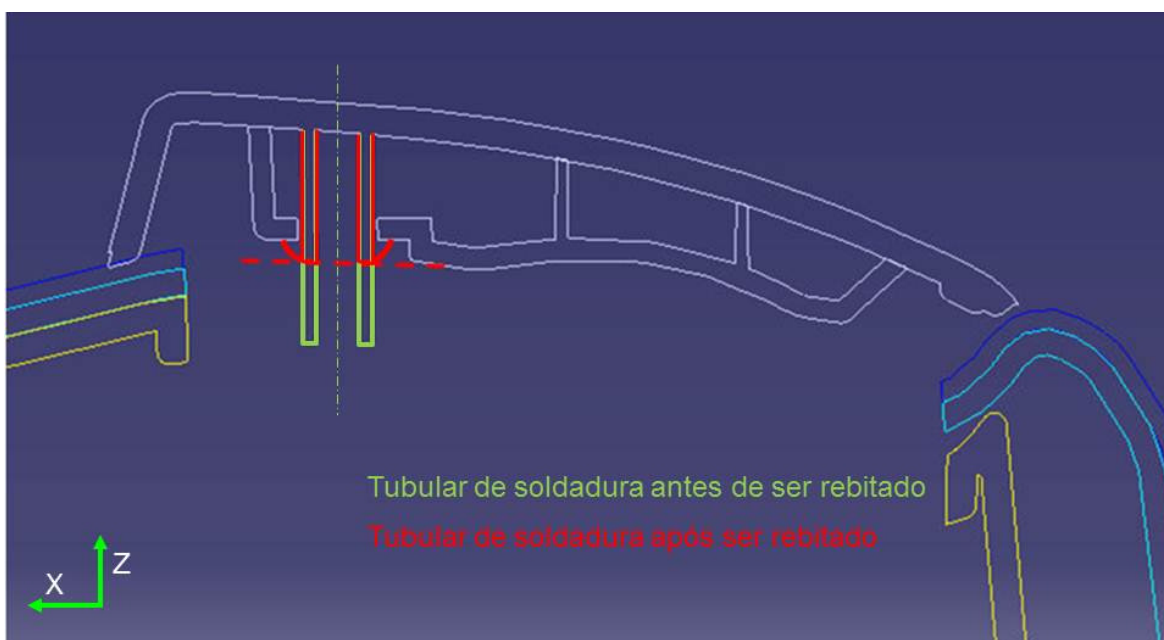 Tubular de soldadura antes de ser rebitado
Tubular de soldadura após ser rebitado
Z
X